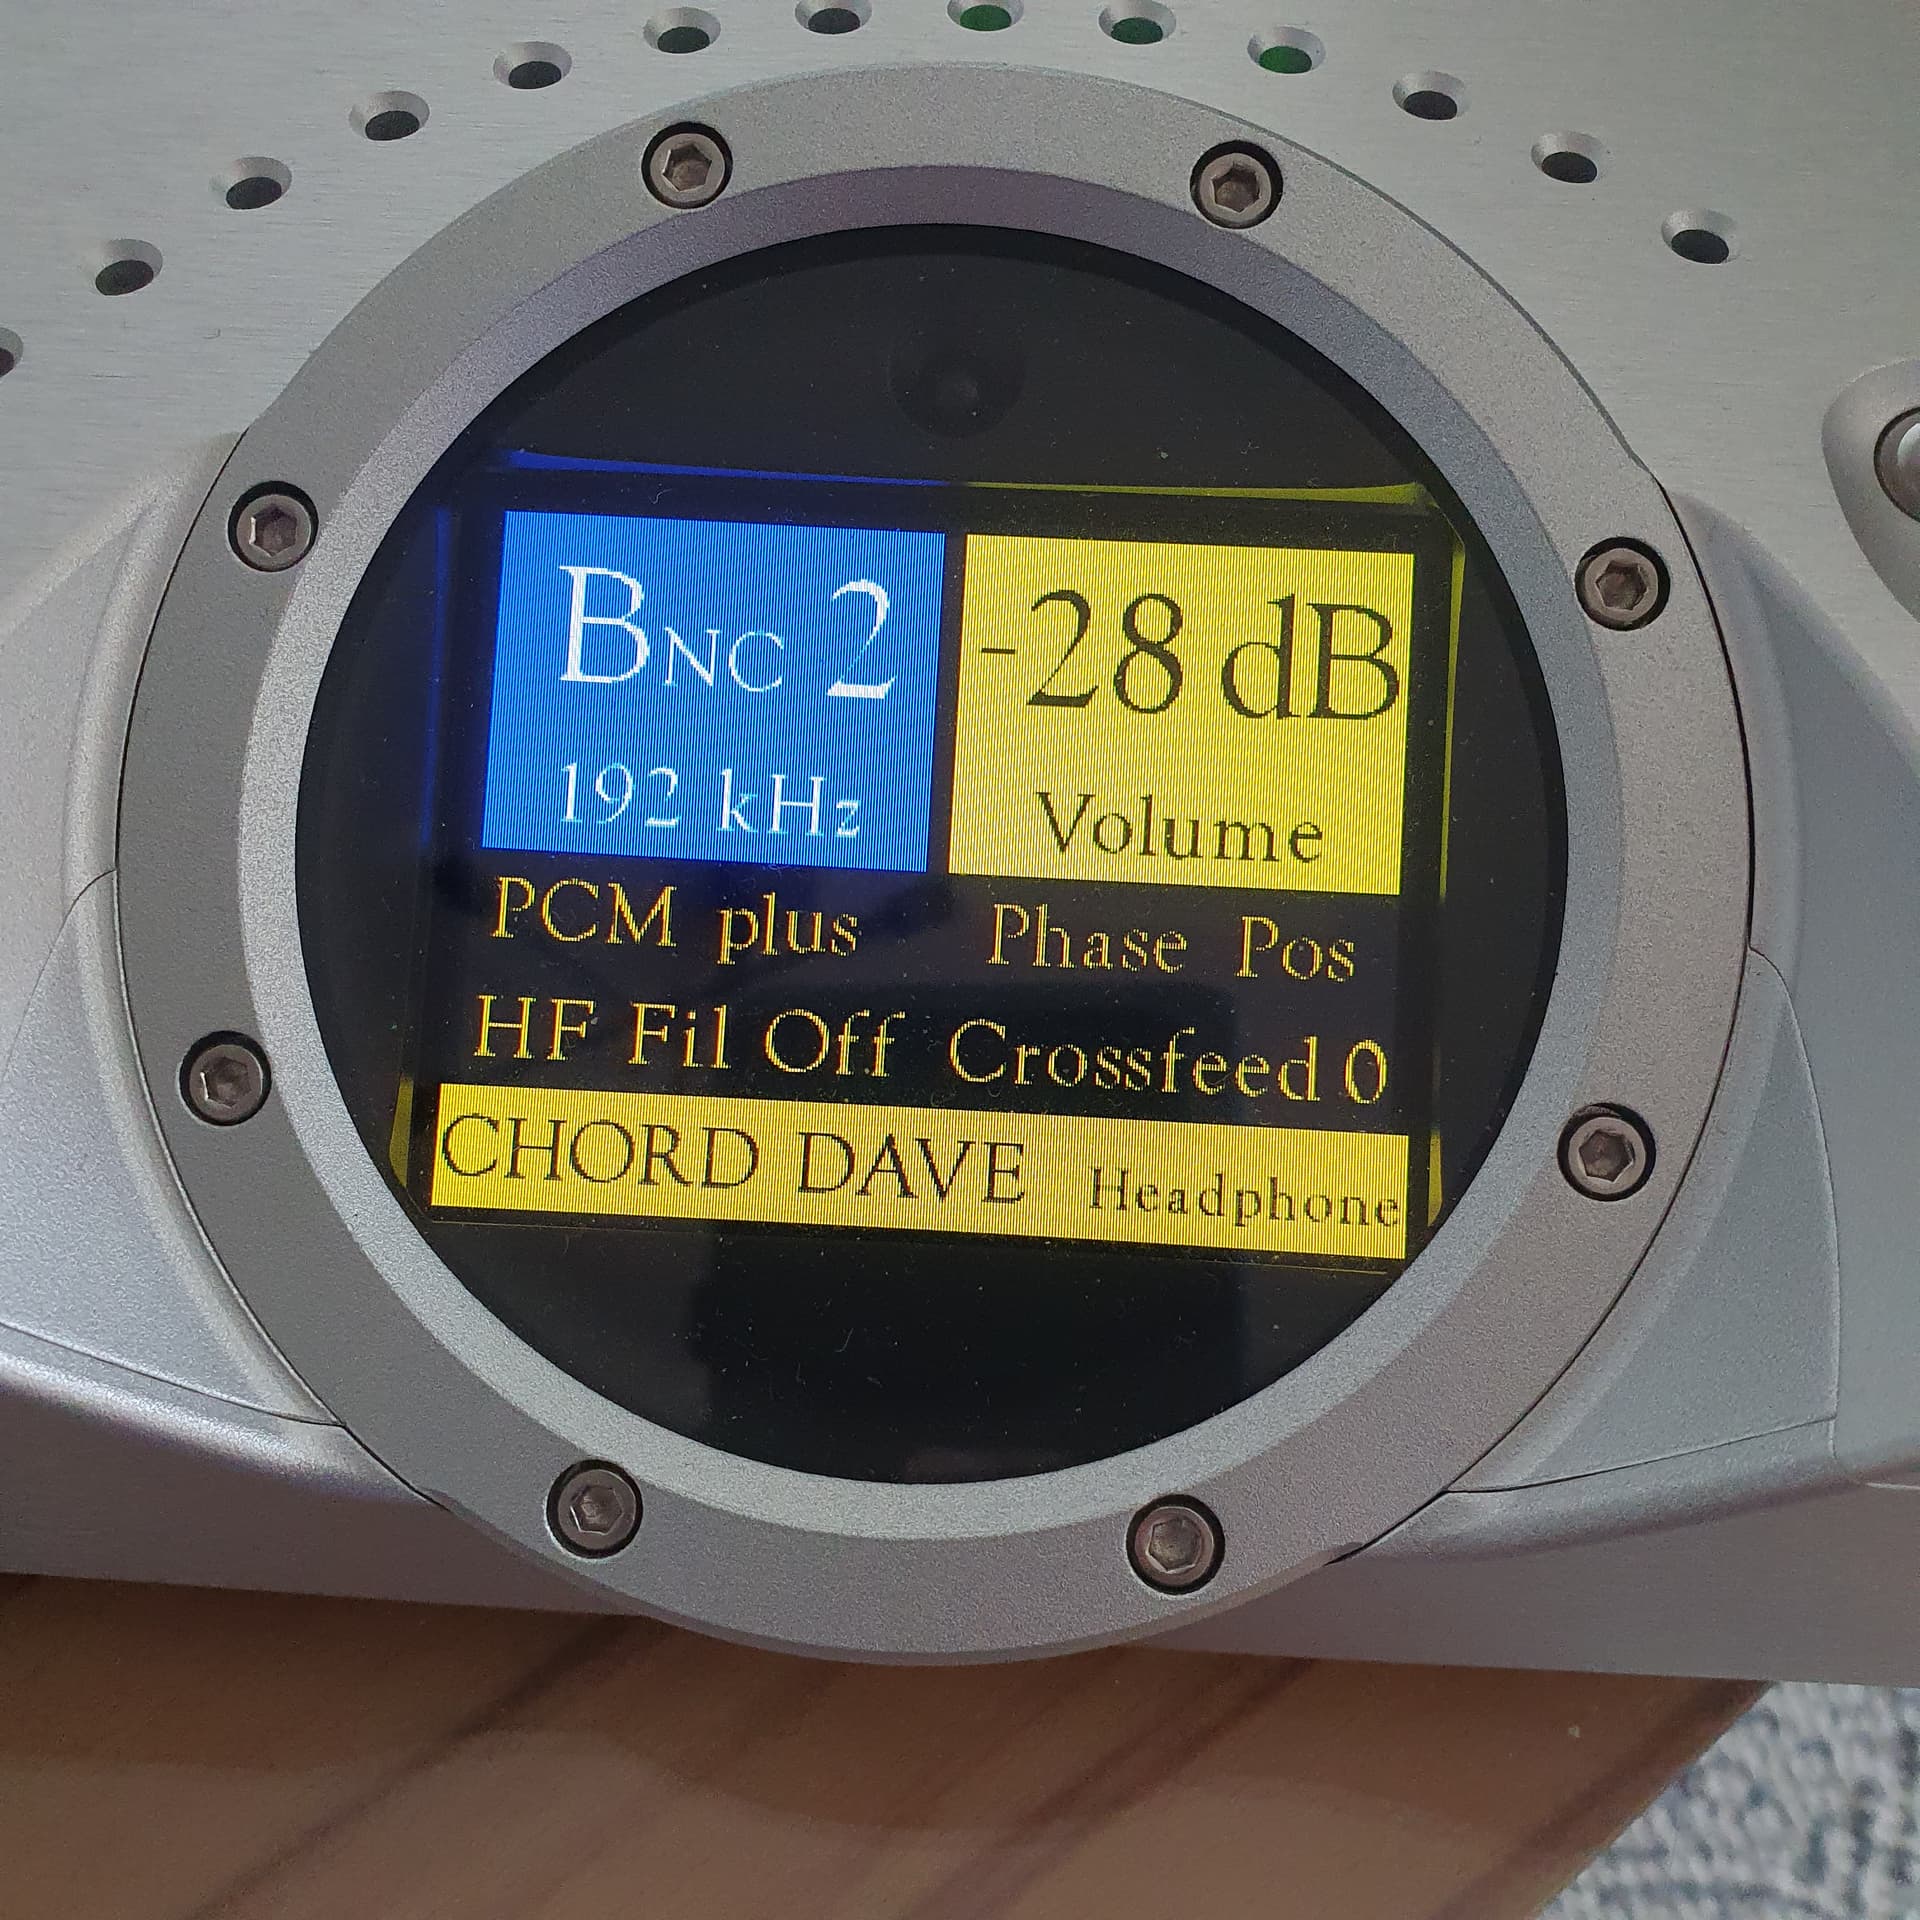 BNC 2
192 kHz
-28 dB
Volume
PCM plus Phase Pos
HF Fil Off Crossfeed 0
CHORD DAVE Headphone